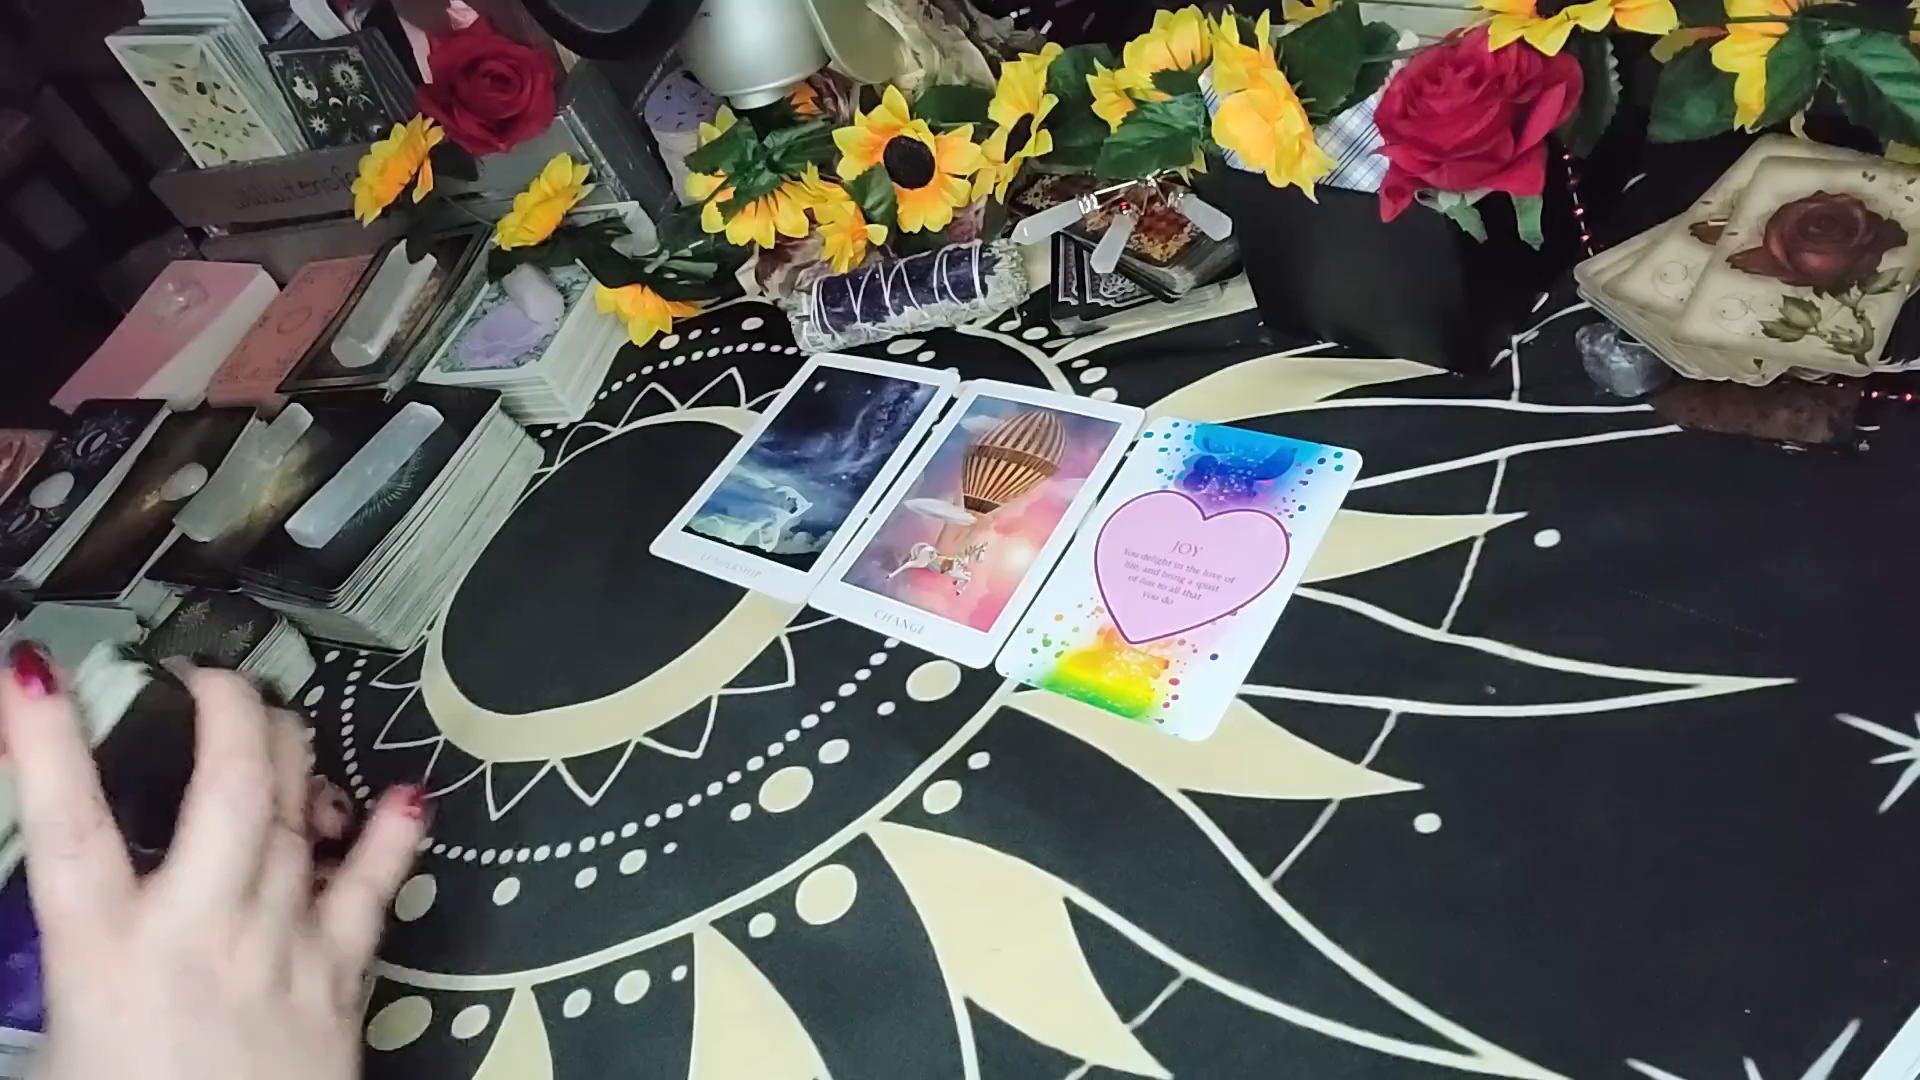 LEADERSHIP
CHANGE
JOY
You delight in the love of
life, and bring a spirit
of fun to all that
you do